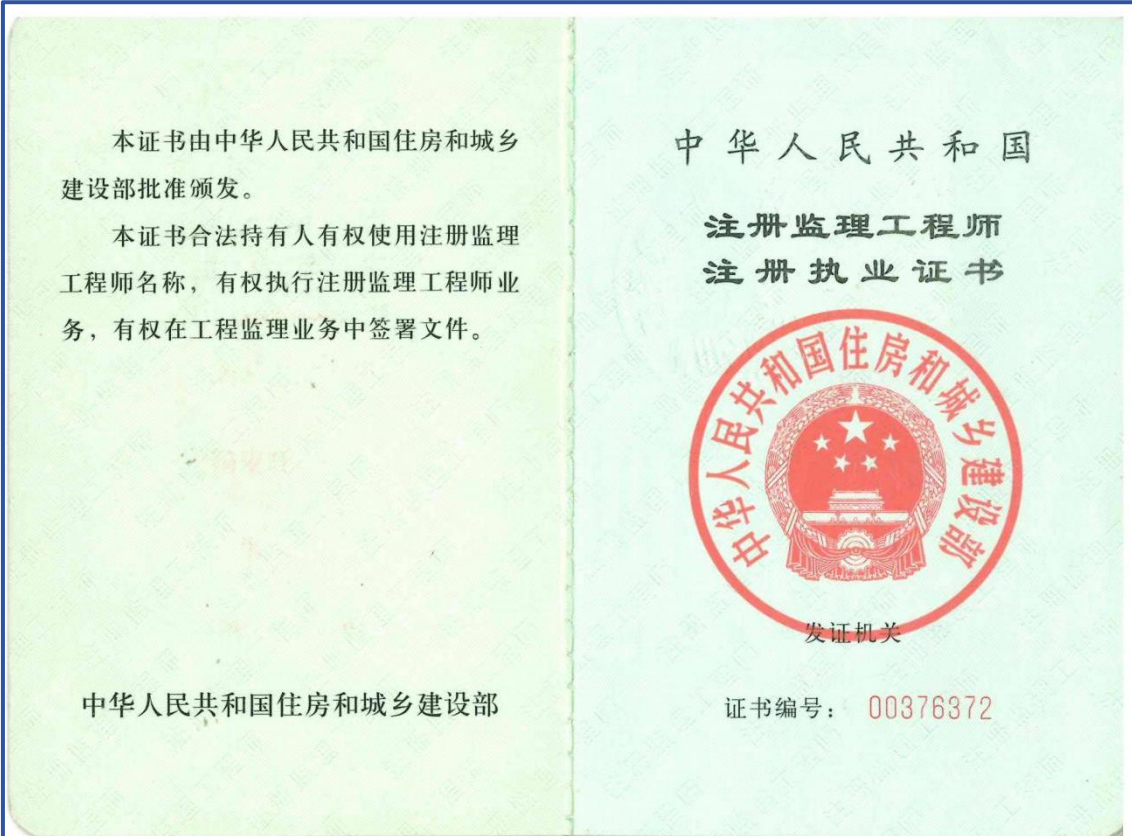 本证书由中华人民共和国住房和城乡
建设部批准颁发。
本证书合法持有人有权使用注册监理
工程师名称，有权执行注册监理工程师业
务，有权在工程监理业务中签署文件。
中华人民共和国住房和城乡建设部
中华人民共和国
注册监理工程师
注册执业证书
中华人民共和国住房和城乡建设部
发证机关
证书编号：00376372